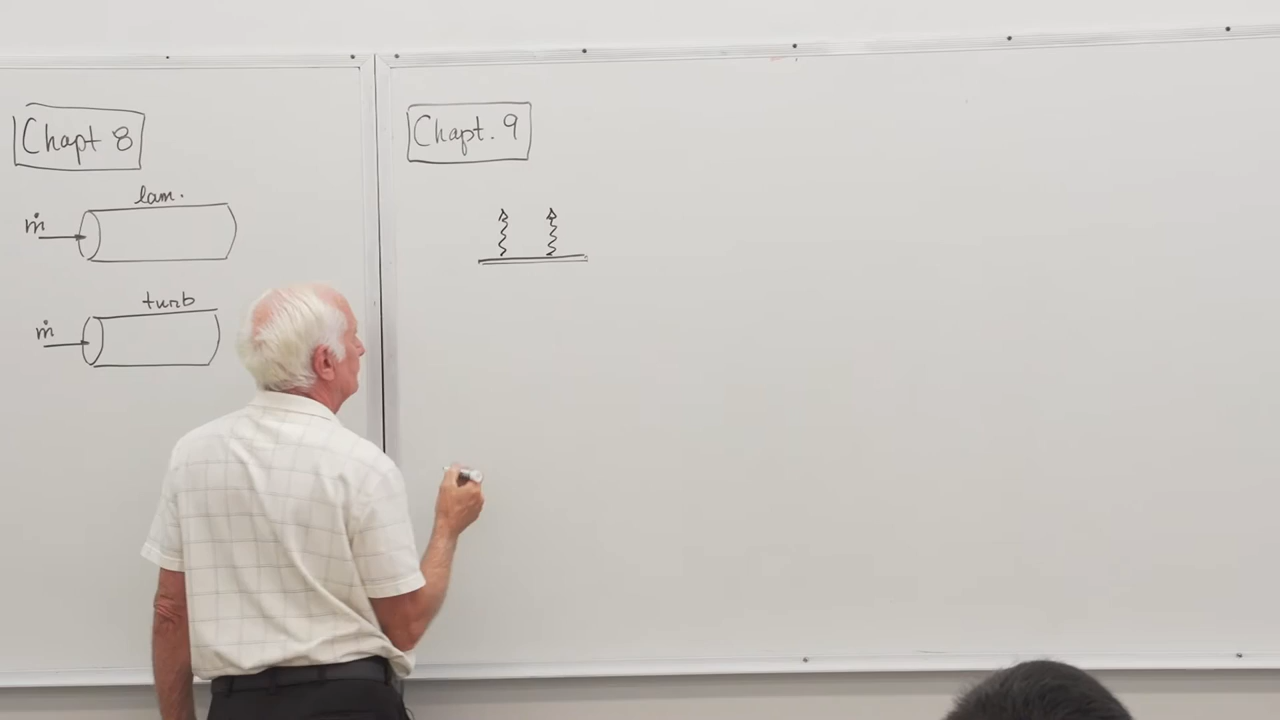 Chapt 8
lam.
ṁ
turb
ṁ
Chapt. 9